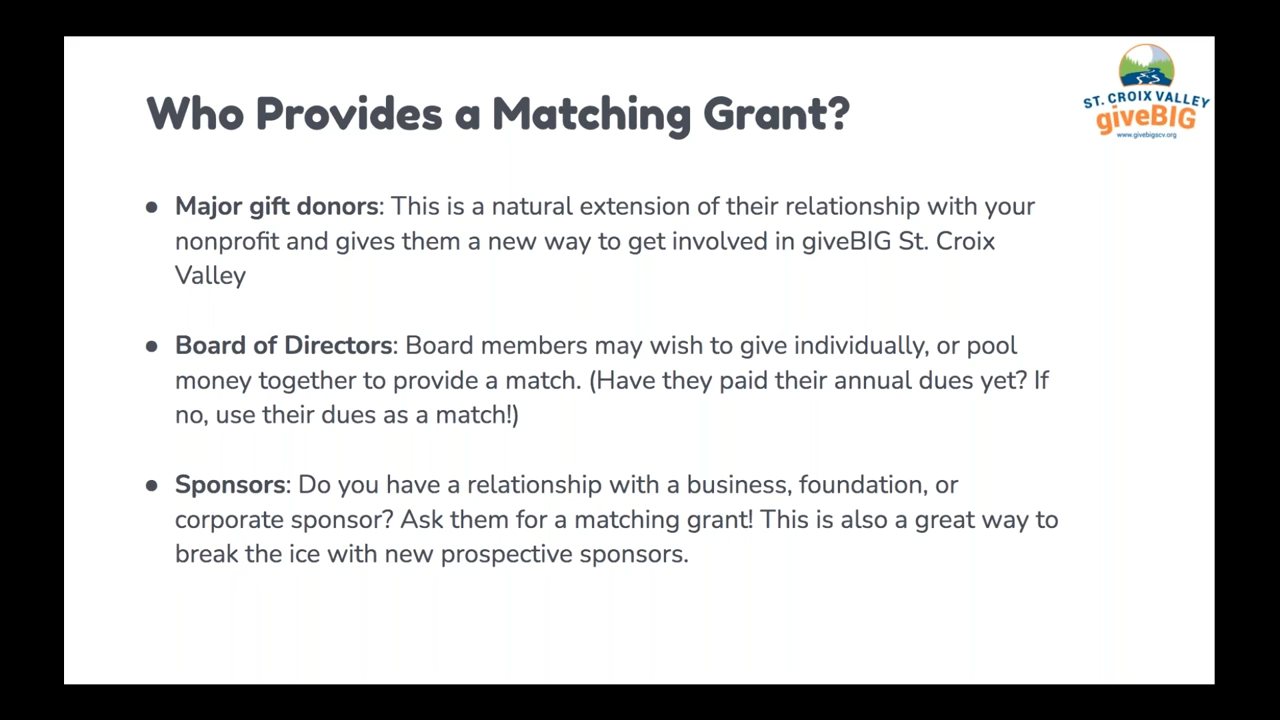 ST. CROIX VALLEY
giveBIG
www.givebigscv.org
Who Provides a Matching Grant?
● Major gift donors: This is a natural extension of their relationship with your
nonprofit and gives them a new way to get involved in giveBIG St. Croix
Valley
● Board of Directors: Board members may wish to give individually, or pool
money together to provide a match. (Have they paid their annual dues yet? If
no, use their dues as a match!)
● Sponsors: Do you have a relationship with a business, foundation, or
corporate sponsor? Ask them for a matching grant! This is also a great way to
break the ice with new prospective sponsors.